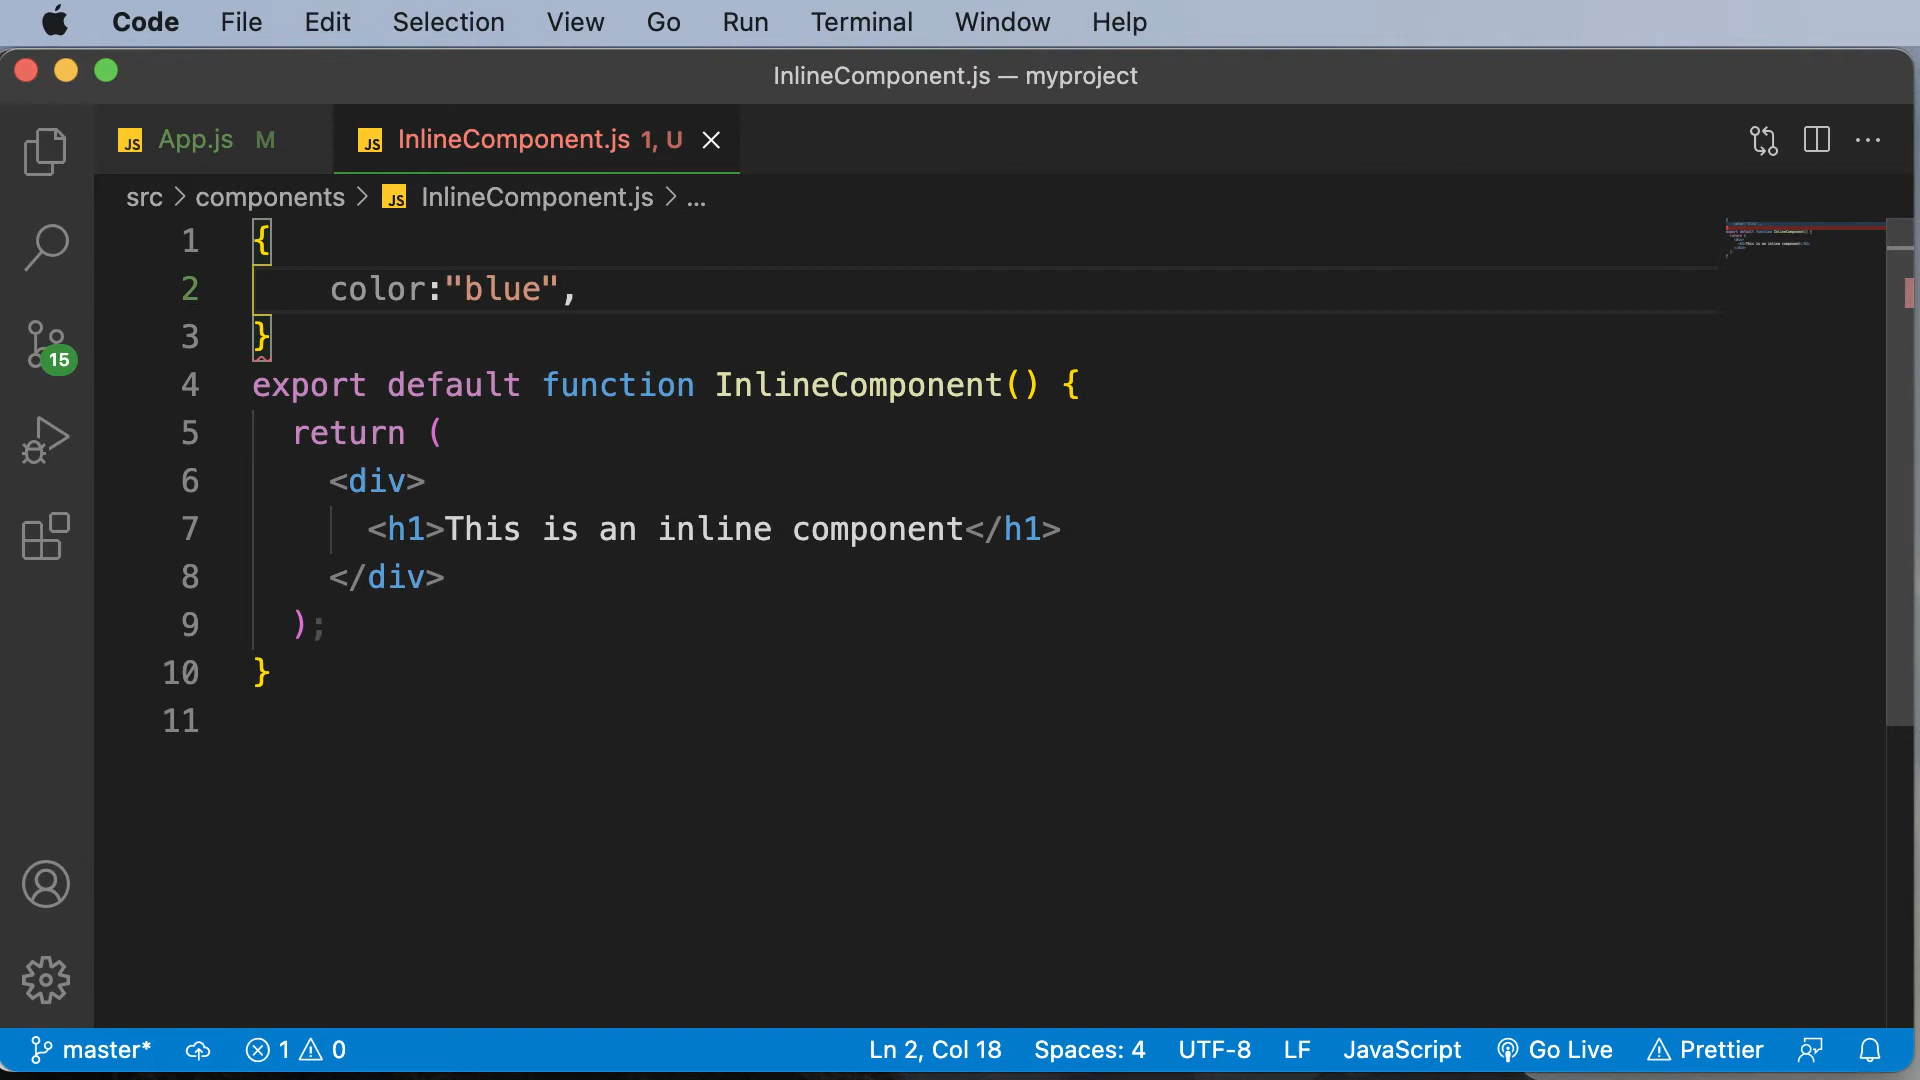 Code File Edit Selection View Go Run Terminal Window Help
InlineComponent.js — myproject
JS App.js M JS InlineComponent.js 1, U
src > components > JS InlineComponent.js > ...
1 {
2 color:"blue",
3 }
4 export default function InlineComponent() {
5 return (
6 <div>
7 <h1>This is an inline component</h1>
8 </div>
9 );
10 }
11
15
master* 1 0 Ln 2, Col 18 Spaces: 4 UTF-8 LF JavaScript Go Live Prettier